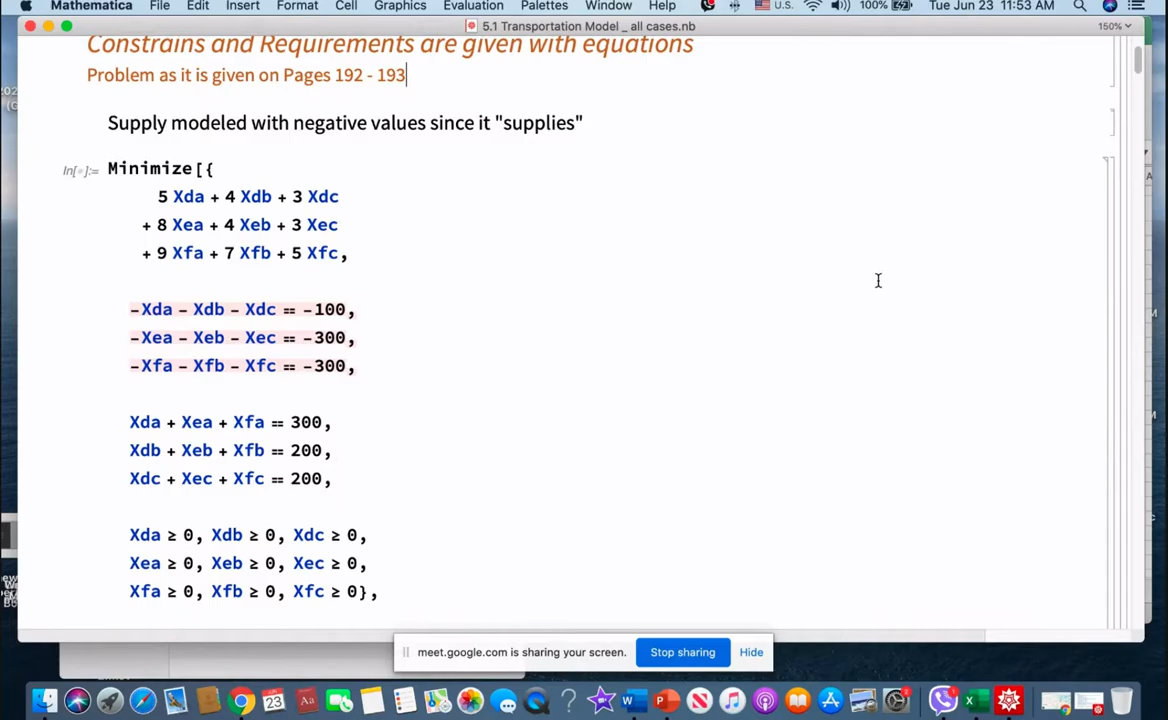 Mathematica File Edit Insert Format Cell Graphics Evaluation Palettes Window Help U.S. 100% Tue Jun 23 11:53 AM
5.1 Transportation Model _ all cases.nb 150%
Constrains and Requirements are given with equations
Problem as it is given on Pages 192 - 193
Supply modeled with negative values since it "supplies"
In[ ]:= Minimize[{
5 Xda + 4 Xdb + 3 Xdc
+ 8 Xea + 4 Xeb + 3 Xec
+ 9 Xfa + 7 Xfb + 5 Xfc,
-Xda - Xdb - Xdc == -100,
-Xea - Xeb - Xec == -300,
-Xfa - Xfb - Xfc == -300,
Xda + Xea + Xfa == 300,
Xdb + Xeb + Xfb == 200,
Xdc + Xec + Xfc == 200,
Xda ≥ 0, Xdb ≥ 0, Xdc ≥ 0,
Xea ≥ 0, Xeb ≥ 0, Xec ≥ 0,
Xfa ≥ 0, Xfb ≥ 0, Xfc ≥ 0},
meet.google.com is sharing your screen. Stop sharing Hide